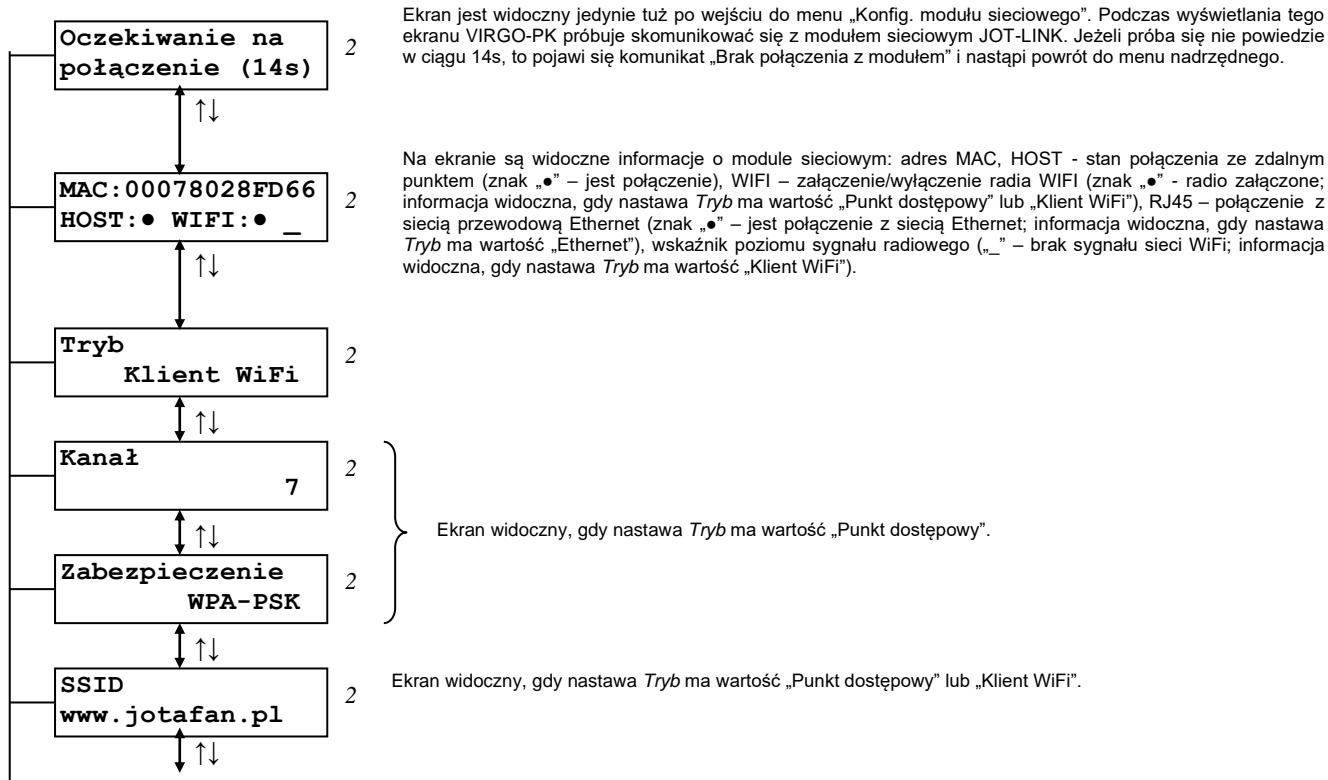 Oczekiwanie na
połączenie (14s)
2
Ekran jest widoczny jedynie tuż po wejściu do menu „Konfig. modułu sieciowego”. Podczas wyświetlania tego
ekranu VIRGO-PK próbuje skomunikować się z modułem sieciowym JOT-LINK. Jeżeli próba się nie powiedzie
w ciągu 14s, to pojawi się komunikat „Brak połączenia z modułem” i nastąpi powrót do menu nadrzędnego.
↑↓
MAC:00078028FD66
HOST:● WIFI:● _
2
Na ekranie są widoczne informacje o module sieciowym: adres MAC, HOST - stan połączenia ze zdalnym
punktem (znak „●” – jest połączenie), WIFI – załączenie/wyłączenie radia WIFI (znak „●” - radio załączone;
informacja widoczna, gdy nastawa Tryb ma wartość „Punkt dostępowy” lub „Klient WiFi”), RJ45 – połączenie z
siecią przewodową Ethernet (znak „●” – jest połączenie z siecią Ethernet; informacja widoczna, gdy nastawa
Tryb ma wartość „Ethernet”), wskaźnik poziomu sygnału radiowego („_” – brak sygnału sieci WiFi; informacja
widoczna, gdy nastawa Tryb ma wartość „Klient WiFi”).
↑↓
Tryb
Klient WiFi
2
↑↓
Kanał
7
2
↑↓
Ekran widoczny, gdy nastawa Tryb ma wartość „Punkt dostępowy”.
Zabezpieczenie
WPA-PSK
2
↑↓
SSID
www.jotafan.pl
2
Ekran widoczny, gdy nastawa Tryb ma wartość „Punkt dostępowy” lub „Klient WiFi”.
↑↓